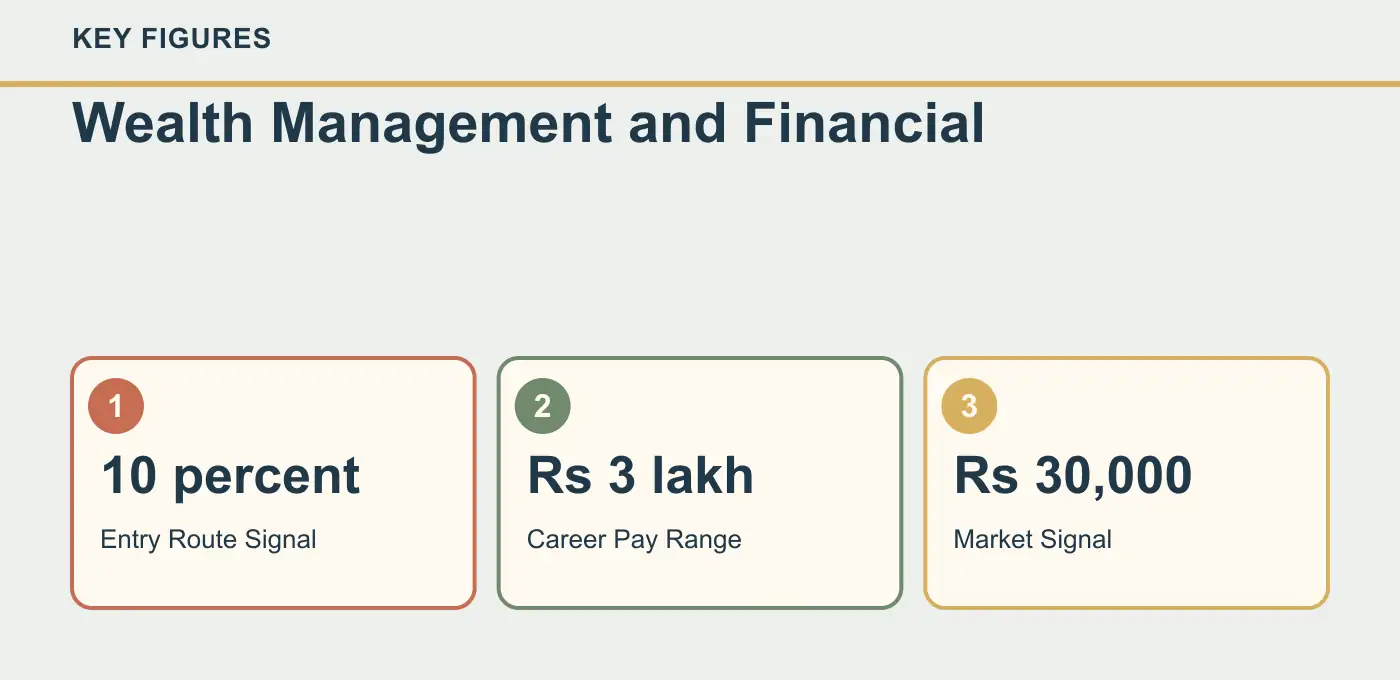 KEY FIGURES
Wealth Management and Financial
1
10 percent
Entry Route Signal
2
Rs 3 lakh
Career Pay Range
3
Rs 30,000
Market Signal